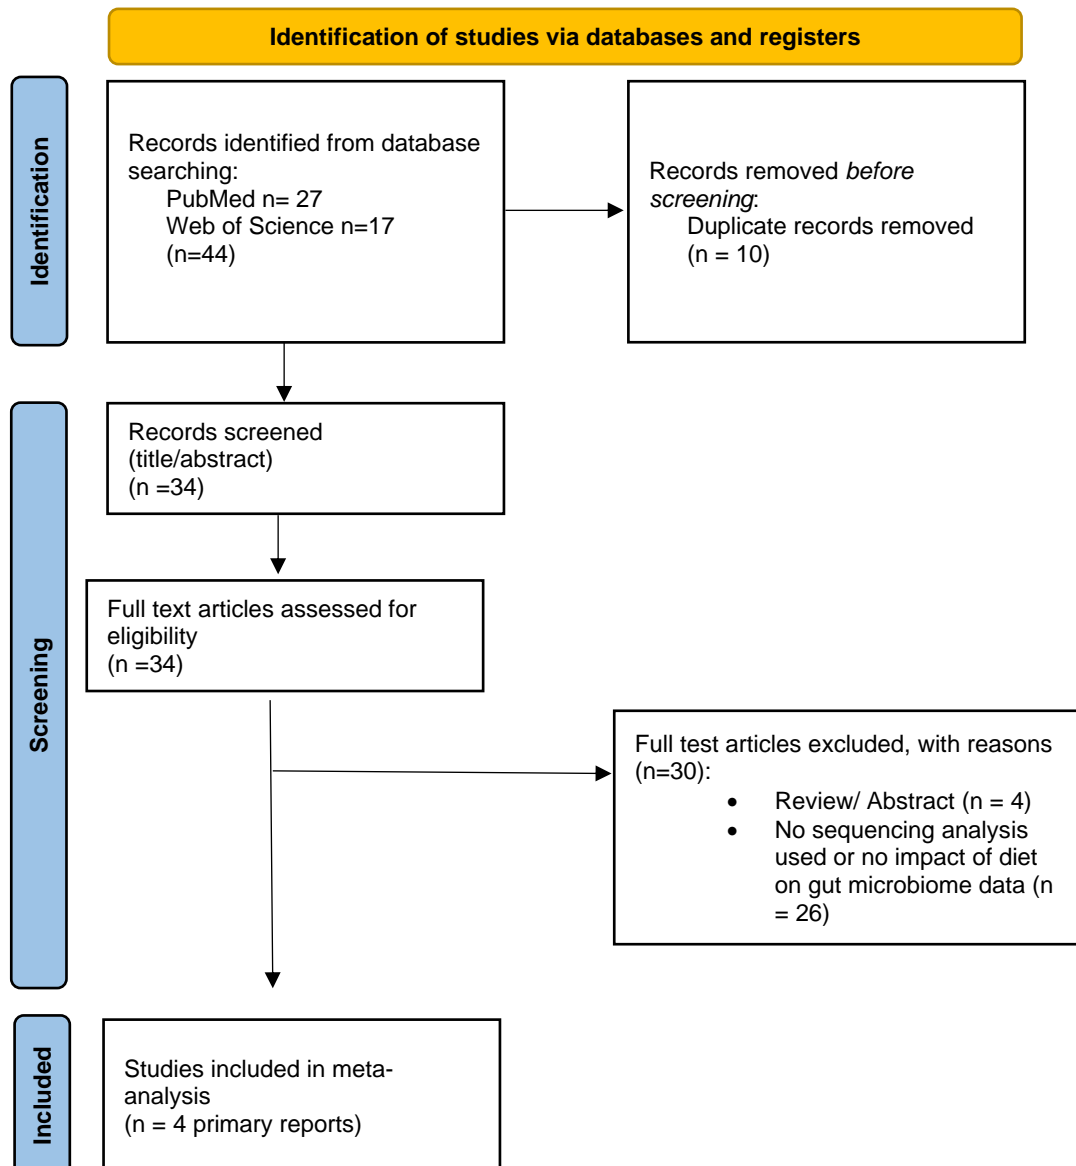 Identification of studies via databases and registers
Identification
Records identified from database
searching:
PubMed n= 27
Web of Science n=17
(n=44)
Records removed before
screening:
Duplicate records removed
(n = 10)
Screening
Records screened
(title/abstract)
(n =34)
Full text articles assessed for
eligibility
(n =34)
Full test articles excluded, with reasons
(n=30):
• Review/ Abstract (n = 4)
• No sequencing analysis
used or no impact of diet
on gut microbiome data (n
= 26)
Included
Studies included in meta-
analysis
(n = 4 primary reports)